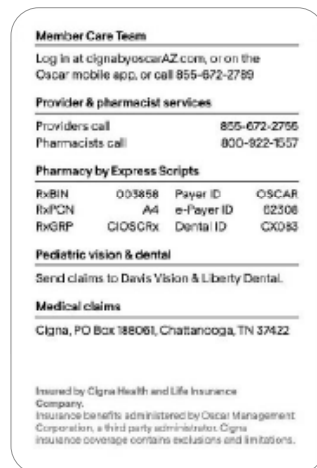 Member Care Team
Log in at cignabyoscarAZ.com, or on the
Oscar mobile app, or call 855-672-2789
Provider & pharmacist services
Providers call 855-672-2755
Pharmacists call 800-922-1557
Pharmacy by Express Scripts
RxBIN 003858 Payer ID OSCAR
RxPCN A4 e-Payer ID 62308
RxGRP CIOSCRx Dental ID CX083
Pediatric vision & dental
Send claims to Davis Vision & Liberty Dental.
Medical claims
Cigna, PO Box 188061, Chattanooga, TN 37422
Insured by Cigna Health and Life Insurance
Company.
Insurance benefits administered by Oscar Management
Corporation, a third party administrator. Cigna
insurance coverage contains exclusions and limitations.